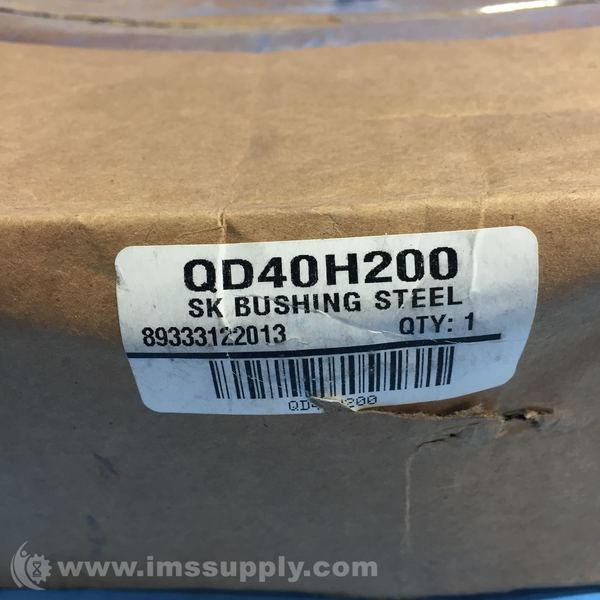 QD40H200
SK BUSHING STEEL
89333122013 QTY: 1
www.imssupply.com